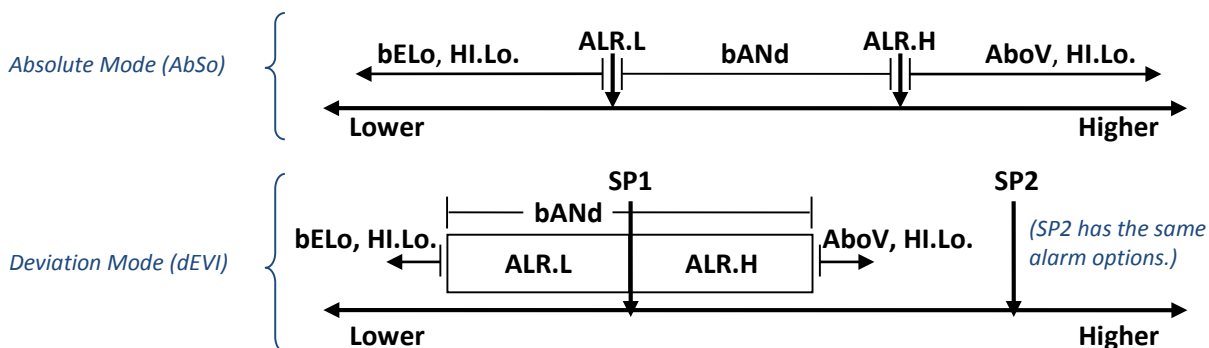 Absolute Mode (AbSo)
ALR.L
ALR.H
bELo, HI.Lo.
bANd
AboV, HI.Lo.
Lower
Higher
Deviation Mode (dEVI)
SP1
SP2
bANd
bELo, HI.Lo.
AboV, HI.Lo.
ALR.L
ALR.H
(SP2 has the same
alarm options.)
Lower
Higher